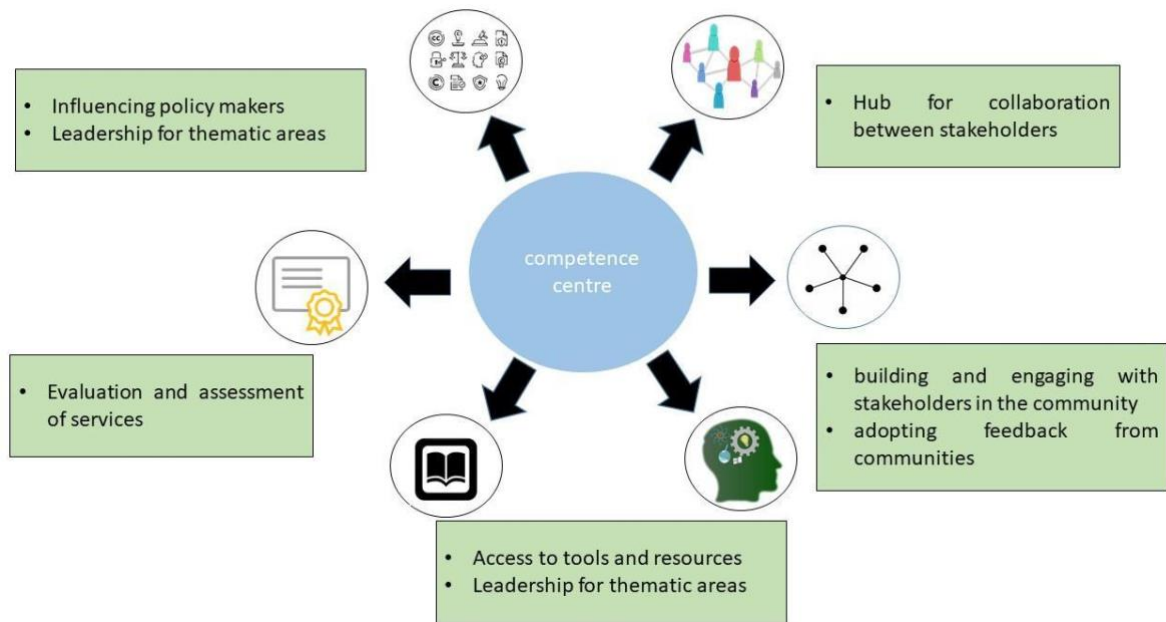 • Influencing policy makers
• Leadership for thematic areas
• Hub for collaboration
between stakeholders
competence
centre
• Evaluation and assessment
of services
• building and engaging with
stakeholders in the community
• adopting feedback from
communities
• Access to tools and resources
• Leadership for thematic areas